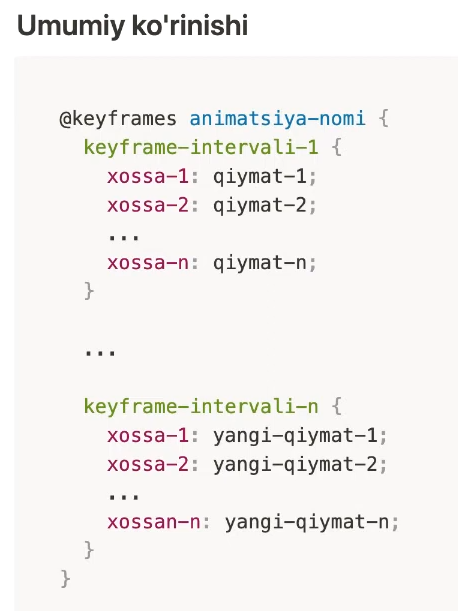 Umumiy ko'rinishi
@keyframes animatsiya-nomi {
keyframe-intervali-1 {
xossa-1: qiymat-1;
xossa-2: qiymat-2;
...
xossa-n: qiymat-n;
}
...
keyframe-intervali-n {
xossa-1: yangi-qiymat-1;
xossa-2: yangi-qiymat-2;
...
xossan-n: yangi-qiymat-n;
}
}